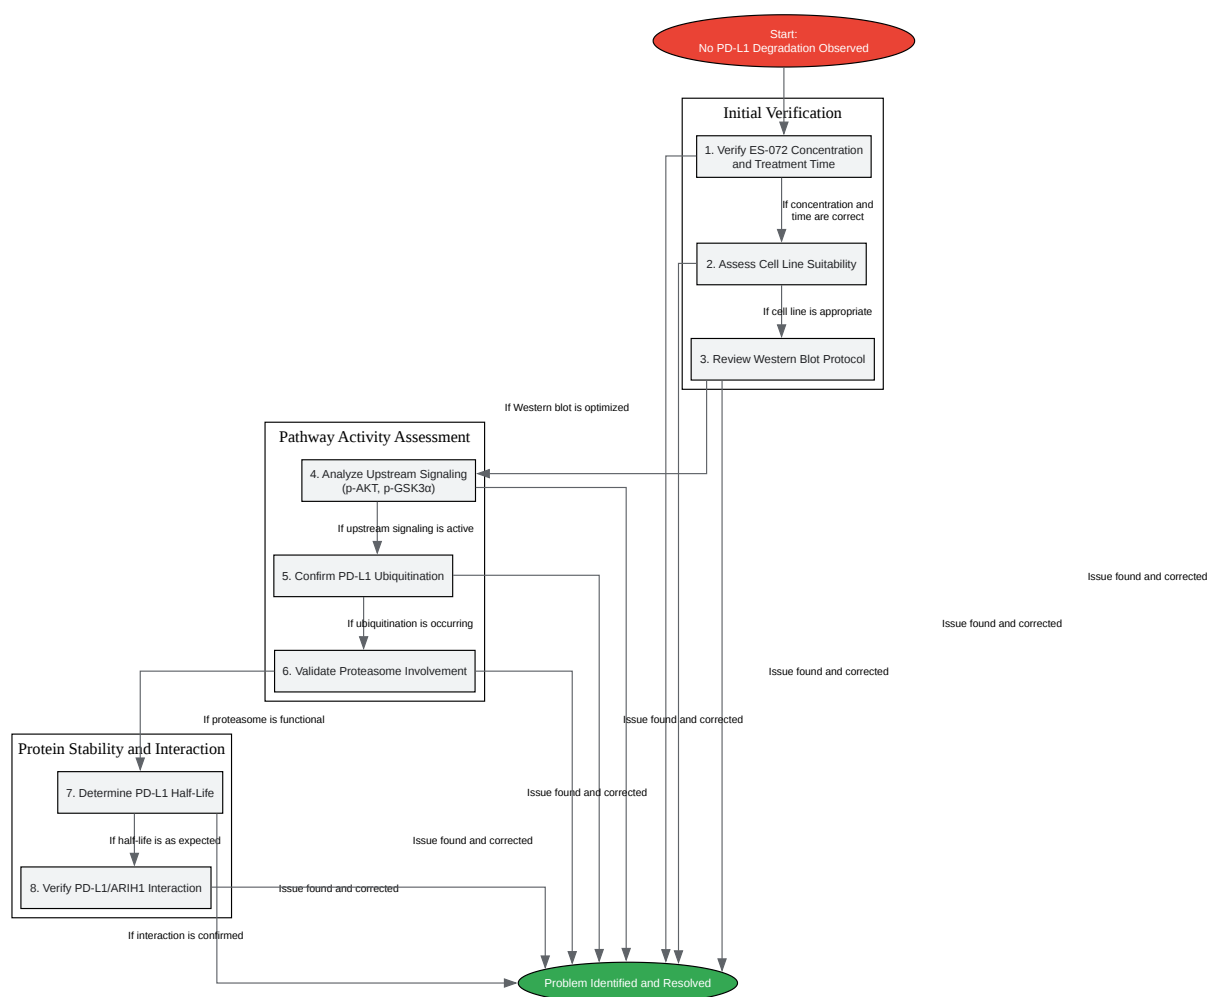 Start:
No PD-L1 Degradation Observed
Initial Verification
1. Verify ES-072 Concentration
and Treatment Time
If concentration and
time are correct
2. Assess Cell Line Suitability
If cell line is appropriate
3. Review Western Blot Protocol
If Western blot is optimized
Pathway Activity Assessment
4. Analyze Upstream Signaling
(p-AKT, p-GSK3α)
If upstream signaling is active
5. Confirm PD-L1 Ubiquitination
Issue found and corrected
If ubiquitination is occurring
Issue found and corrected
6. Validate Proteasome Involvement
Issue found and corrected
If proteasome is functional
Issue found and corrected
Protein Stability and Interaction
7. Determine PD-L1 Half-Life
Issue found and corrected
If half-life is as expected
Issue found and corrected
8. Verify PD-L1/ARIH1 Interaction
Issue found and corrected
If interaction is confirmed
Problem Identified and Resolved